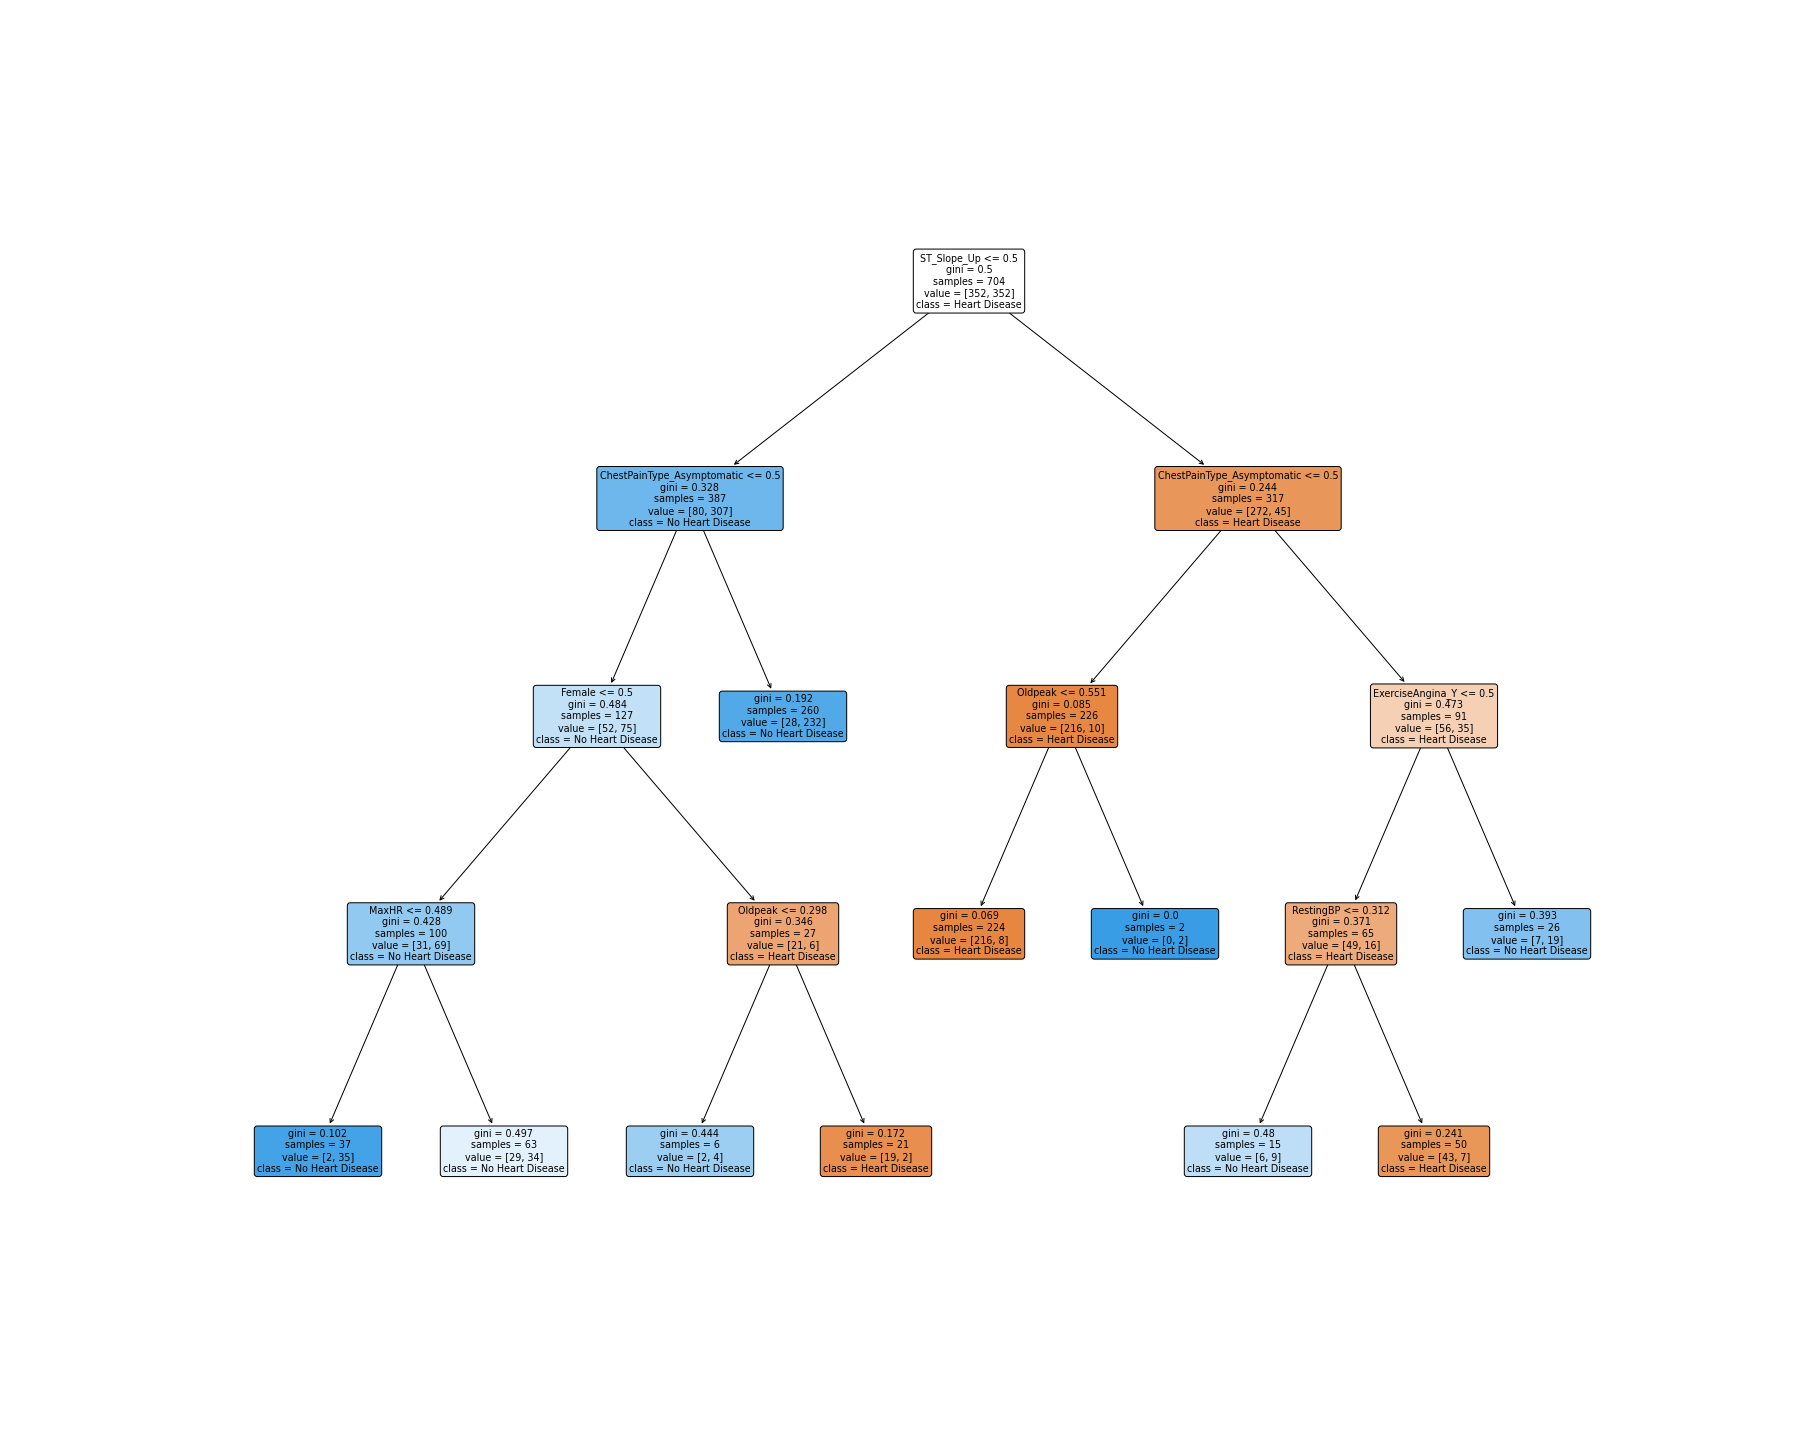 ST_Slope_Up <= 0.5
gini = 0.5
samples = 704
value = [352, 352]
class = Heart Disease
ChestPainType_Asymptomatic <= 0.5
gini = 0.328
samples = 387
value = [80, 307]
class = No Heart Disease
ChestPainType_Asymptomatic <= 0.5
gini = 0.244
samples = 317
value = [272, 45]
class = Heart Disease
Female <= 0.5
gini = 0.484
samples = 127
value = [52, 75]
class = No Heart Disease
gini = 0.192
samples = 260
value = [28, 232]
class = No Heart Disease
Oldpeak <= 0.551
gini = 0.085
samples = 226
value = [216, 10]
class = Heart Disease
ExerciseAngina_Y <= 0.5
gini = 0.473
samples = 91
value = [56, 35]
class = Heart Disease
MaxHR <= 0.489
gini = 0.428
samples = 100
value = [31, 69]
class = No Heart Disease
Oldpeak <= 0.298
gini = 0.346
samples = 27
value = [21, 6]
class = Heart Disease
gini = 0.069
samples = 224
value = [216, 8]
class = Heart Disease
gini = 0.0
samples = 2
value = [0, 2]
class = No Heart Disease
RestingBP <= 0.312
gini = 0.371
samples = 65
value = [49, 16]
class = Heart Disease
gini = 0.393
samples = 26
value = [7, 19]
class = No Heart Disease
gini = 0.102
samples = 37
value = [2, 35]
class = No Heart Disease
gini = 0.497
samples = 63
value = [29, 34]
class = No Heart Disease
gini = 0.444
samples = 6
value = [2, 4]
class = No Heart Disease
gini = 0.172
samples = 21
value = [19, 2]
class = Heart Disease
gini = 0.48
samples = 15
value = [6, 9]
class = No Heart Disease
gini = 0.241
samples = 50
value = [43, 7]
class = Heart Disease